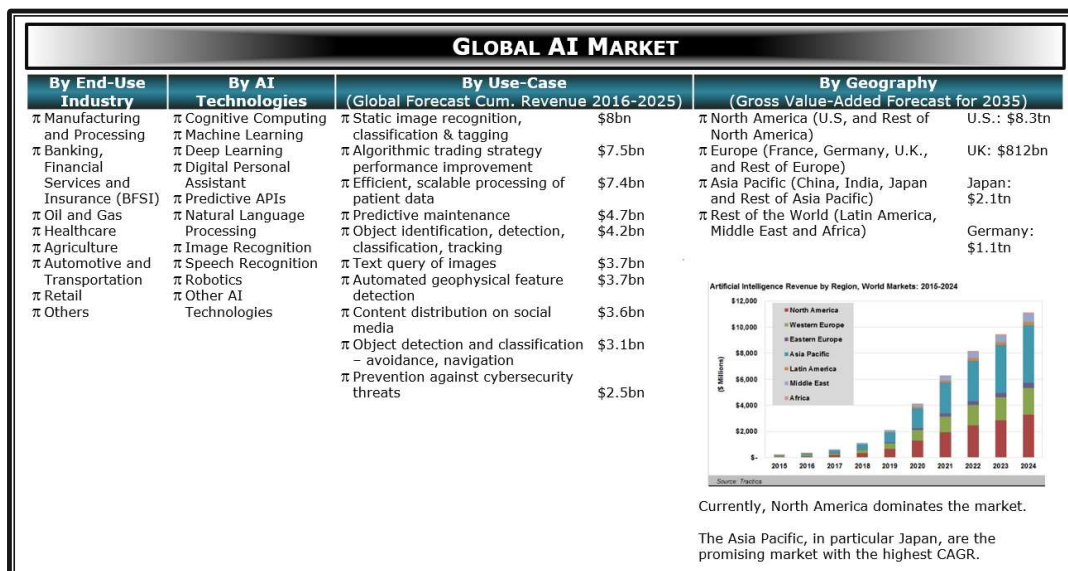 GLOBAL AI MARKET
By End-Use
Industry
π Manufacturing
and Processing
π Banking,
Financial
Services and
Insurance (BFSI)
π Oil and Gas
π Healthcare
π Agriculture
π Automotive and
Transportation
π Retail
π Others
By AI
Technologies
π Cognitive Computing
π Machine Learning
π Deep Learning
π Digital Personal
Assistant
π Predictive APIs
π Natural Language
Processing
π Image Recognition
π Speech Recognition
π Robotics
π Other AI
Technologies
By Use-Case
(Global Forecast Cum. Revenue 2016-2025)
π Static image recognition, $8bn
classification & tagging
π Algorithmic trading strategy $7.5bn
performance improvement
π Efficient, scalable processing of $7.4bn
patient data
π Predictive maintenance $4.7bn
π Object identification, detection, $4.2bn
classification, tracking
π Text query of images $3.7bn
π Automated geophysical feature $3.7bn
detection
π Content distribution on social $3.6bn
media
π Object detection and classification $3.1bn
– avoidance, navigation
π Prevention against cybersecurity
threats $2.5bn
By Geography
(Gross Value-Added Forecast for 2035)
π North America (U.S, and Rest of U.S.: $8.3tn
North America)
π Europe (France, Germany, U.K., UK: $812bn
and Rest of Europe)
π Asia Pacific (China, India, Japan Japan:
and Rest of Asia Pacific) $2.1tn
π Rest of the World (Latin America,
Middle East and Africa) Germany:
$1.1tn
Artificial Intelligence Revenue by Region, World Markets: 2015-2024
($ Millions)
$12,000
$10,000
$8,000
$6,000
$4,000
$2,000
$-
North America
Western Europe
Eastern Europe
Asia Pacific
Latin America
Middle East
Africa
2015 2016 2017 2018 2019 2020 2021 2022 2023 2024
Source: Tractica
Currently, North America dominates the market.
The Asia Pacific, in particular Japan, are the
promising market with the highest CAGR.